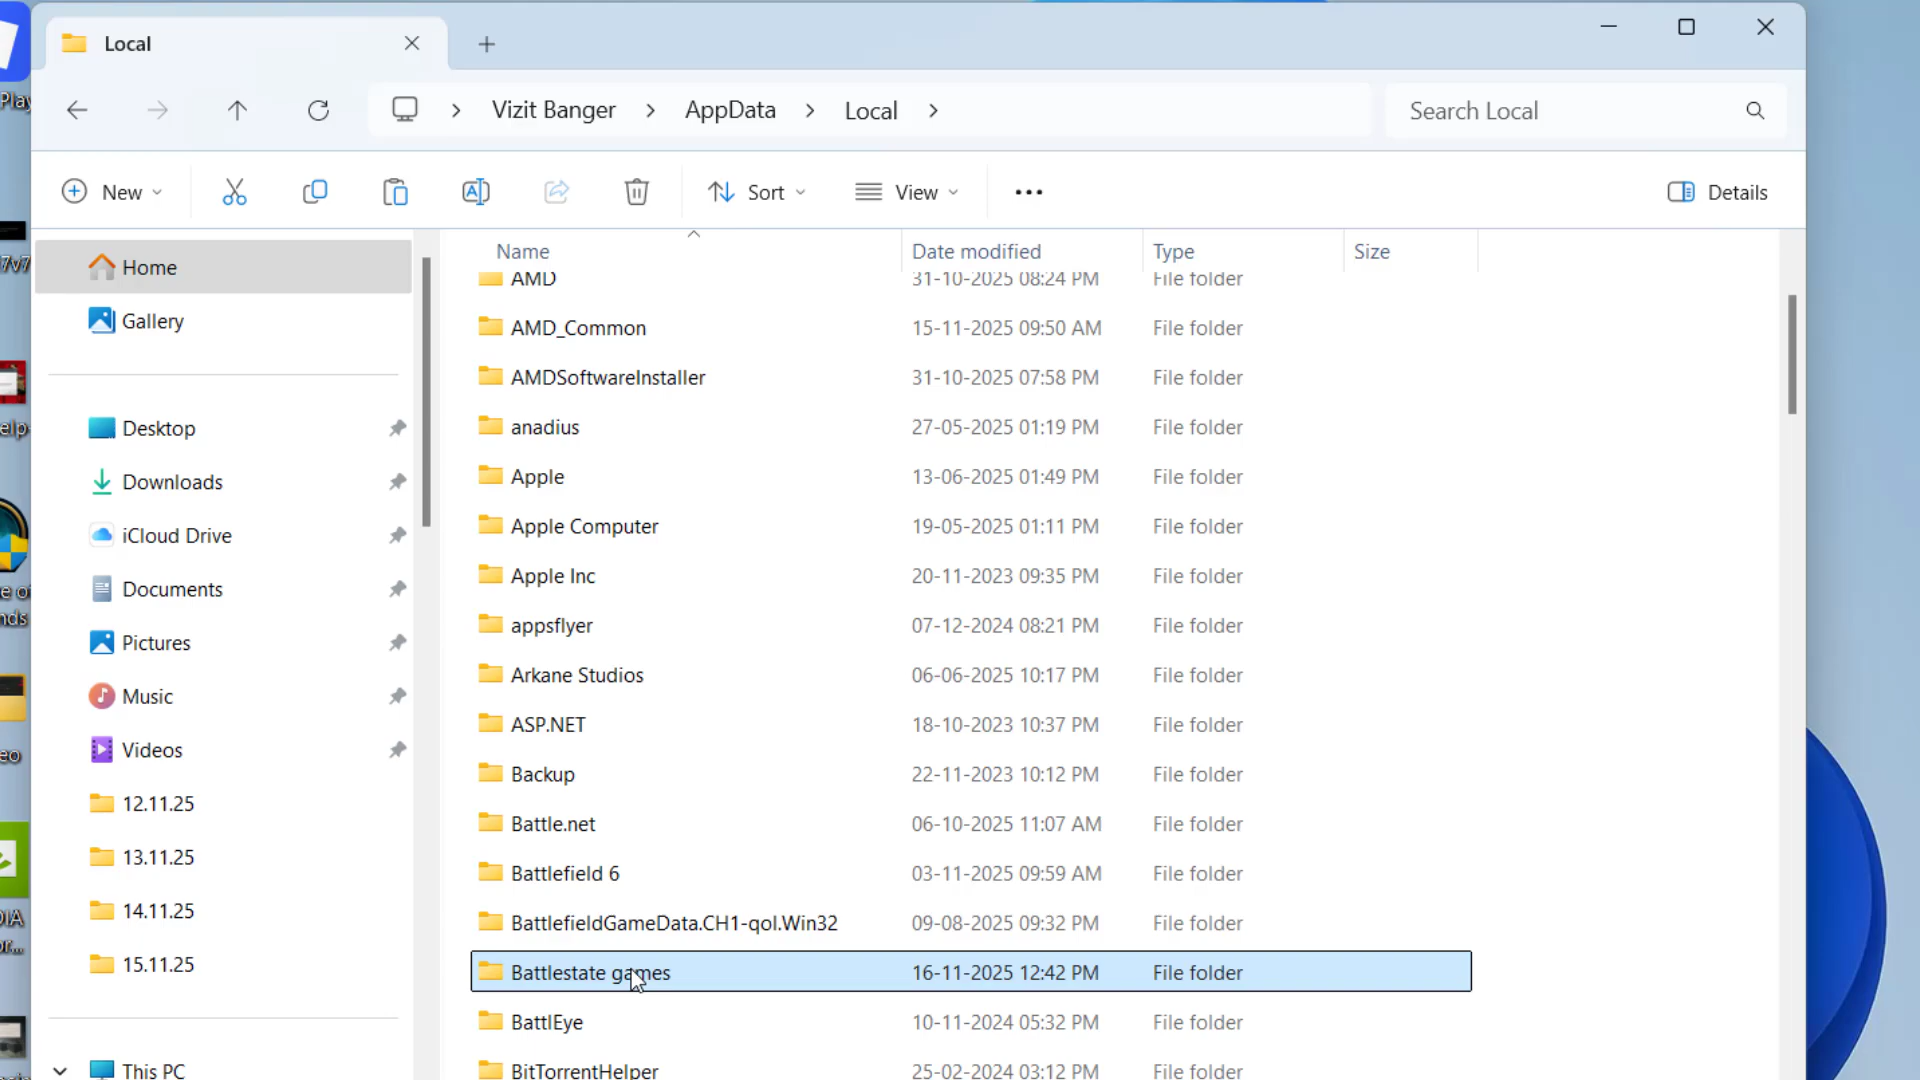 Local
Vizit Banger
AppData
Local
Search Local
New
Sort
View
Details
Name Date modified Type Size
Home
Gallery
Desktop
Downloads
iCloud Drive
Documents
Pictures
Music
Videos
12.11.25
13.11.25
14.11.25
15.11.25
This PC
AMD 31-10-2025 08:24 PM File folder
AMD_Common 15-11-2025 09:50 AM File folder
AMDSoftwareInstaller 31-10-2025 07:58 PM File folder
anadius 27-05-2025 01:19 PM File folder
Apple 13-06-2025 01:49 PM File folder
Apple Computer 19-05-2025 01:11 PM File folder
Apple Inc 20-11-2023 09:35 PM File folder
appsflyer 07-12-2024 08:21 PM File folder
Arkane Studios 06-06-2025 10:17 PM File folder
ASP.NET 18-10-2023 10:37 PM File folder
Backup 22-11-2023 10:12 PM File folder
Battle.net 06-10-2025 11:07 AM File folder
Battlefield 6 03-11-2025 09:59 AM File folder
BattlefieldGameData.CH1-qol.Win32 09-08-2025 09:32 PM File folder
Battlestate games 16-11-2025 12:42 PM File folder
BattlEye 10-11-2024 05:32 PM File folder
BitTorrentHelper 25-02-2024 03:12 PM File folder